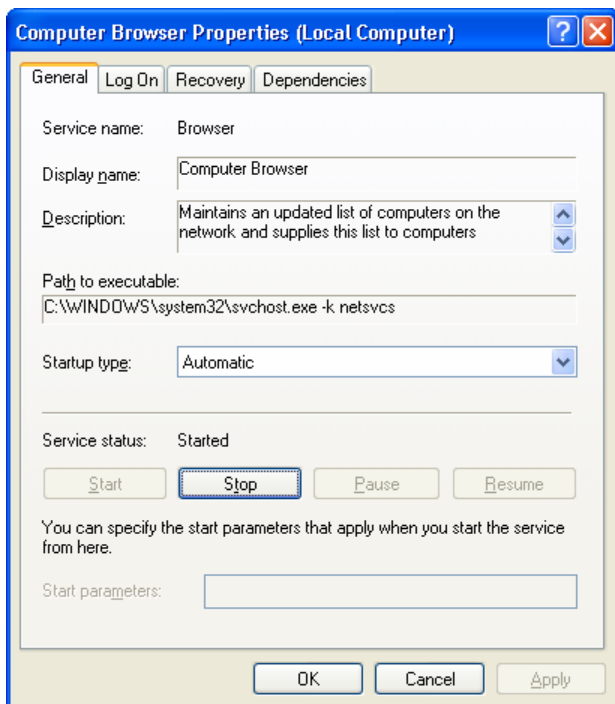 Computer Browser Properties (Local Computer)
General Log On Recovery Dependencies
Service name: Browser
Display name: Computer Browser
Description: Maintains an updated list of computers on the
network and supplies this list to computers
Path to executable:
C:\WINDOWS\system32\svchost.exe -k netsvcs
Startup type: Automatic
Service status: Started
Start Stop Pause Resume
You can specify the start parameters that apply when you start the service
from here.
Start parameters:
OK Cancel Apply